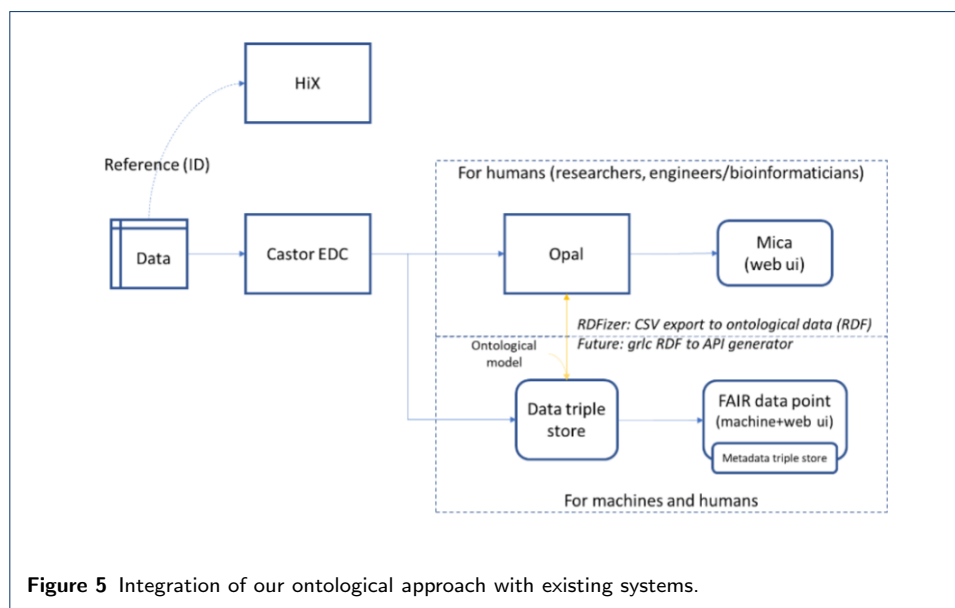 HiX
Reference (ID)
For humans (researchers, engineers/bioinformaticians)
Data
Castor EDC
Opal
Mica
(web ui)
RDFizer: CSV export to ontological data (RDF)
Future: grlc RDF to API generator
Ontological
model
Data triple
store
FAIR data point
(machine+web ui)
Metadata triple store
For machines and humans
Figure 5 Integration of our ontological approach with existing systems.